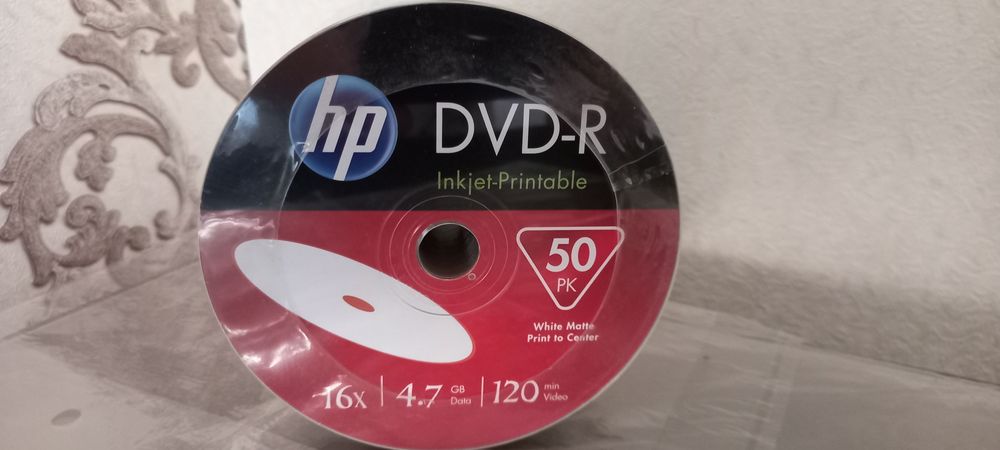 hp
DVD-R
Inkjet-Printable
50
PK
White Matte
Print to Center
16x | 4.7 GB Data | 120 min Video